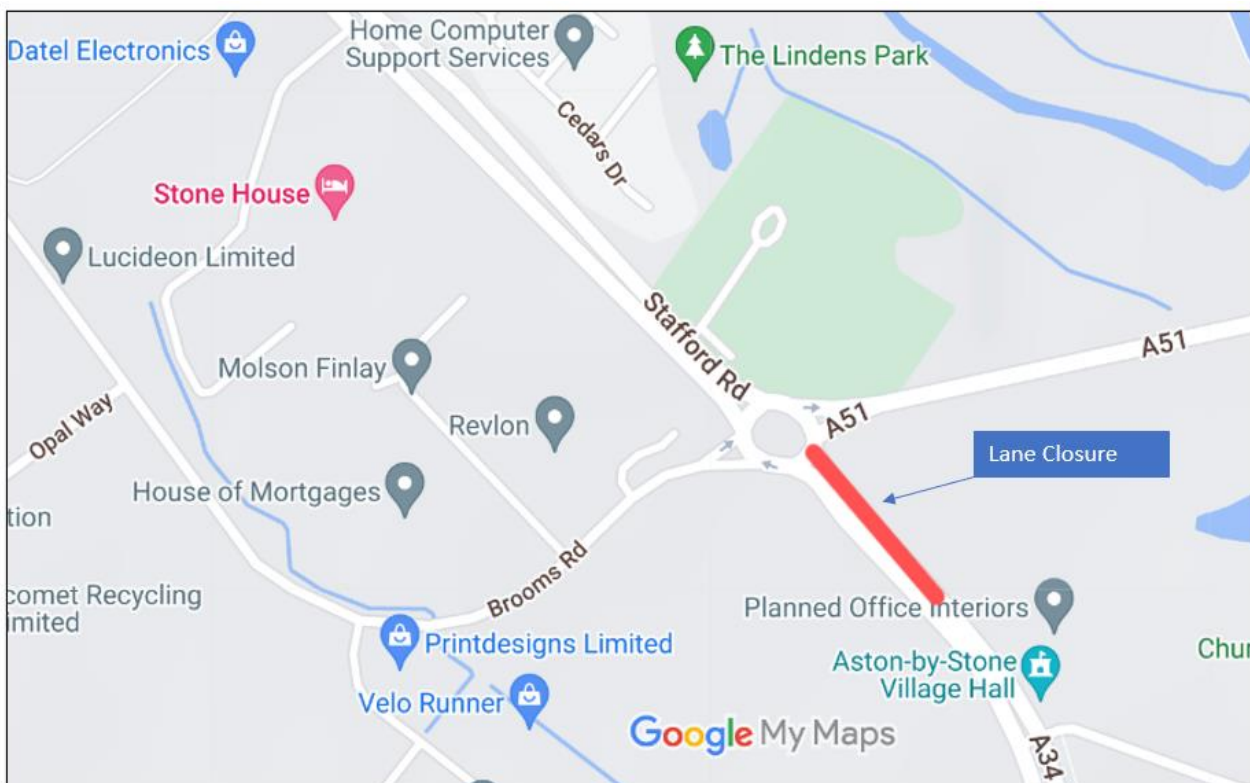 Datel Electronics
Home Computer
Support Services
The Lindens Park
Cedars Dr
Stone House
Lucideon Limited
Stafford Rd
A51
Molson Finlay
Opal Way
Revlon
A51
Lane Closure
House of Mortgages
tion
Brooms Rd
comet Recycling
imited
Planned Office Interiors
Printdesigns Limited
Aston-by-Stone
Village Hall
Chur
Velo Runner
Google My Maps
A34